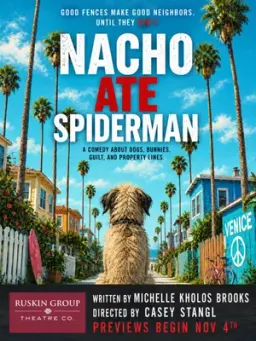 GOOD FENCES MAKE GOOD NEIGHBORS,
UNTIL THEY DON'T
NACHO
ATE
SPIDERMAN
A COMEDY ABOUT DOGS, BUNNIES,
GUILT, AND PROPERTY LINES
VENICE
RUSKIN GROUP
THEATRE CO.
WRITTEN BY MICHELLE KHOLOS BROOKS
DIRECTED BY CASEY STANGL
PREVIEWS BEGIN NOV 4TH